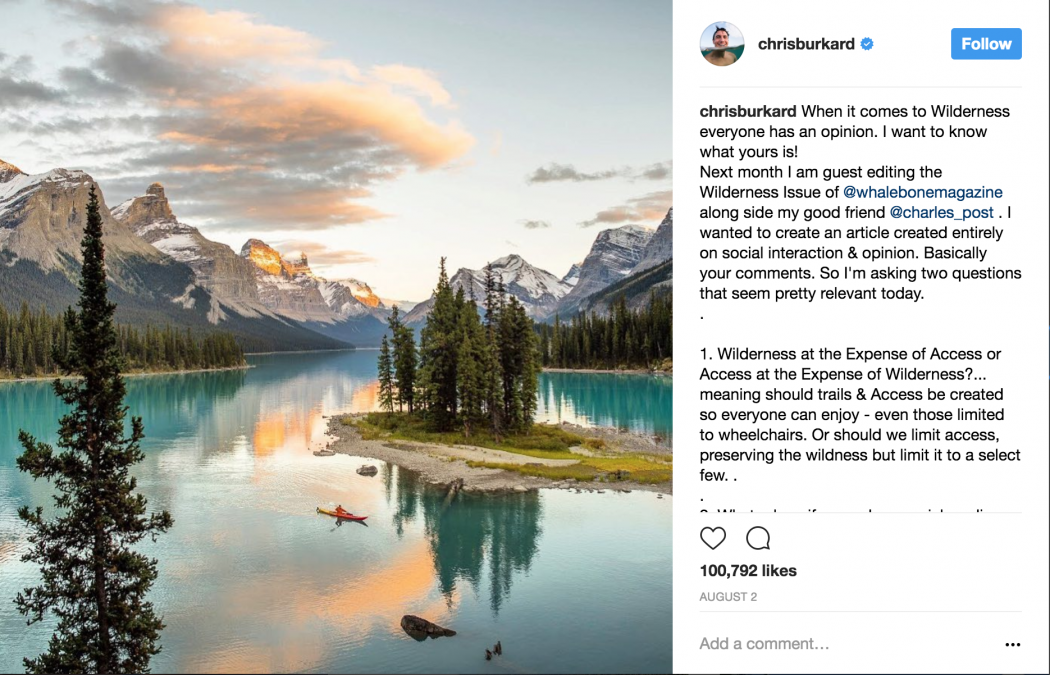 chrisburkard
Follow
chrisburkard When it comes to Wilderness
everyone has an opinion. I want to know
what yours is!
Next month I am guest editing the
Wilderness Issue of @whalebonemagazine
along side my good friend @charles_post . I
wanted to create an article created entirely
on social interaction & opinion. Basically
your comments. So I'm asking two questions
that seem pretty relevant today.
.
1. Wilderness at the Expense of Access or
Access at the Expense of Wilderness?...
meaning should trails & Access be created
so everyone can enjoy - even those limited
to wheelchairs. Or should we limit access,
preserving the wildness but limit it to a select
few. .
.
100,792 likes
AUGUST 2
Add a comment…